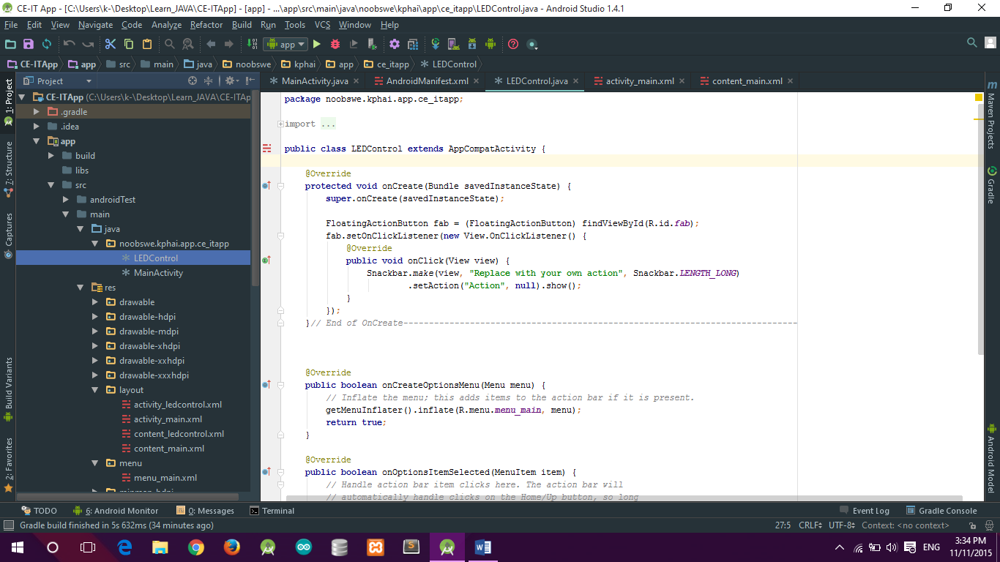 CE-IT App - [C:\Users\k-\Desktop\Learn_JAVA\CE-ITApp] - [app] - ...\app\src\main\java\noobswe\kphai\app\ce_itapp\LEDControl.java - Android Studio 1.4.1
File Edit View Navigate Code Analyze Refactor Build Run Tools VCS Window Help
app
CE-ITApp app src main java noobswe kphai app ce_itapp LEDControl
Project
MainActivity.java AndroidManifest.xml LEDControl.java activity_main.xml content_main.xml
1: Project
7: Structure
Captures
Build Variants
2: Favorites
CE-ITApp (C:\Users\k-\Desktop\Learn_JAVA\CE-ITAp
.gradle
.idea
app
build
libs
src
androidTest
main
java
noobswe.kphai.app.ce_itapp
LEDControl
MainActivity
res
drawable
drawable-hdpi
drawable-mdpi
drawable-xhdpi
drawable-xxhdpi
drawable-xxxhdpi
layout
activity_ledcontrol.xml
activity_main.xml
content_ledcontrol.xml
content_main.xml
menu
menu_main.xml
package noobswe.kphai.app.ce_itapp;
import ...
public class LEDControl extends AppCompatActivity {
@Override
protected void onCreate(Bundle savedInstanceState) {
super.onCreate(savedInstanceState);
FloatingActionButton fab = (FloatingActionButton) findViewById(R.id.fab);
fab.setOnClickListener(new View.OnClickListener() {
@Override
public void onClick(View view) {
Snackbar.make(view, "Replace with your own action", Snackbar.LENGTH_LONG)
.setAction("Action", null).show();
}
});
}// End of OnCreate-----------------------------------------------------------------------------
@Override
public boolean onCreateOptionsMenu(Menu menu) {
// Inflate the menu; this adds items to the action bar if it is present.
getMenuInflater().inflate(R.menu.menu_main, menu);
return true;
}
@Override
public boolean onOptionsItemSelected(MenuItem item) {
// Handle action bar item clicks here. The action bar will
// automatically handle clicks on the Home/Up button, so long
Maven Projects
Gradle
Android Model
TODO 6: Android Monitor 0: Messages Terminal Event Log Gradle Console
Gradle build finished in 5s 632ms (34 minutes ago) 27:5 CRLF UTF-8 Context: <no context>
ENG
3:34 PM
11/11/2015